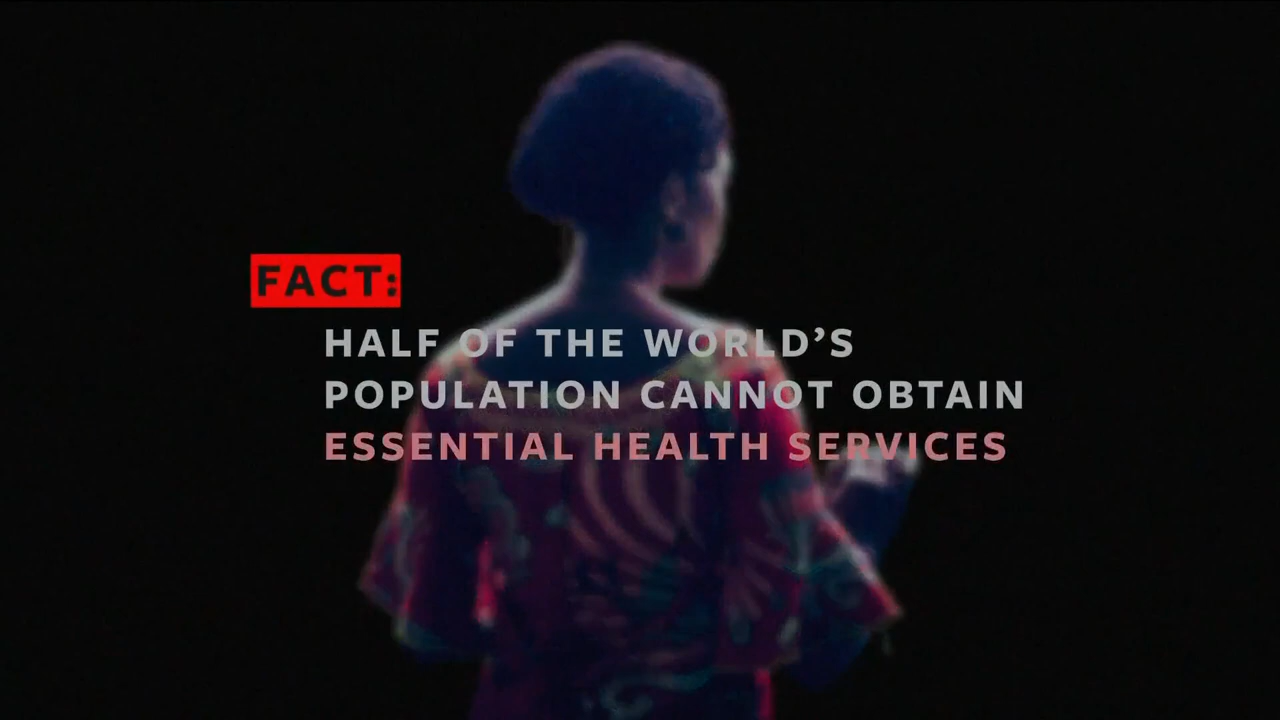 FACT:
HALF OF THE WORLD’S
POPULATION CANNOT OBTAIN
ESSENTIAL HEALTH SERVICES